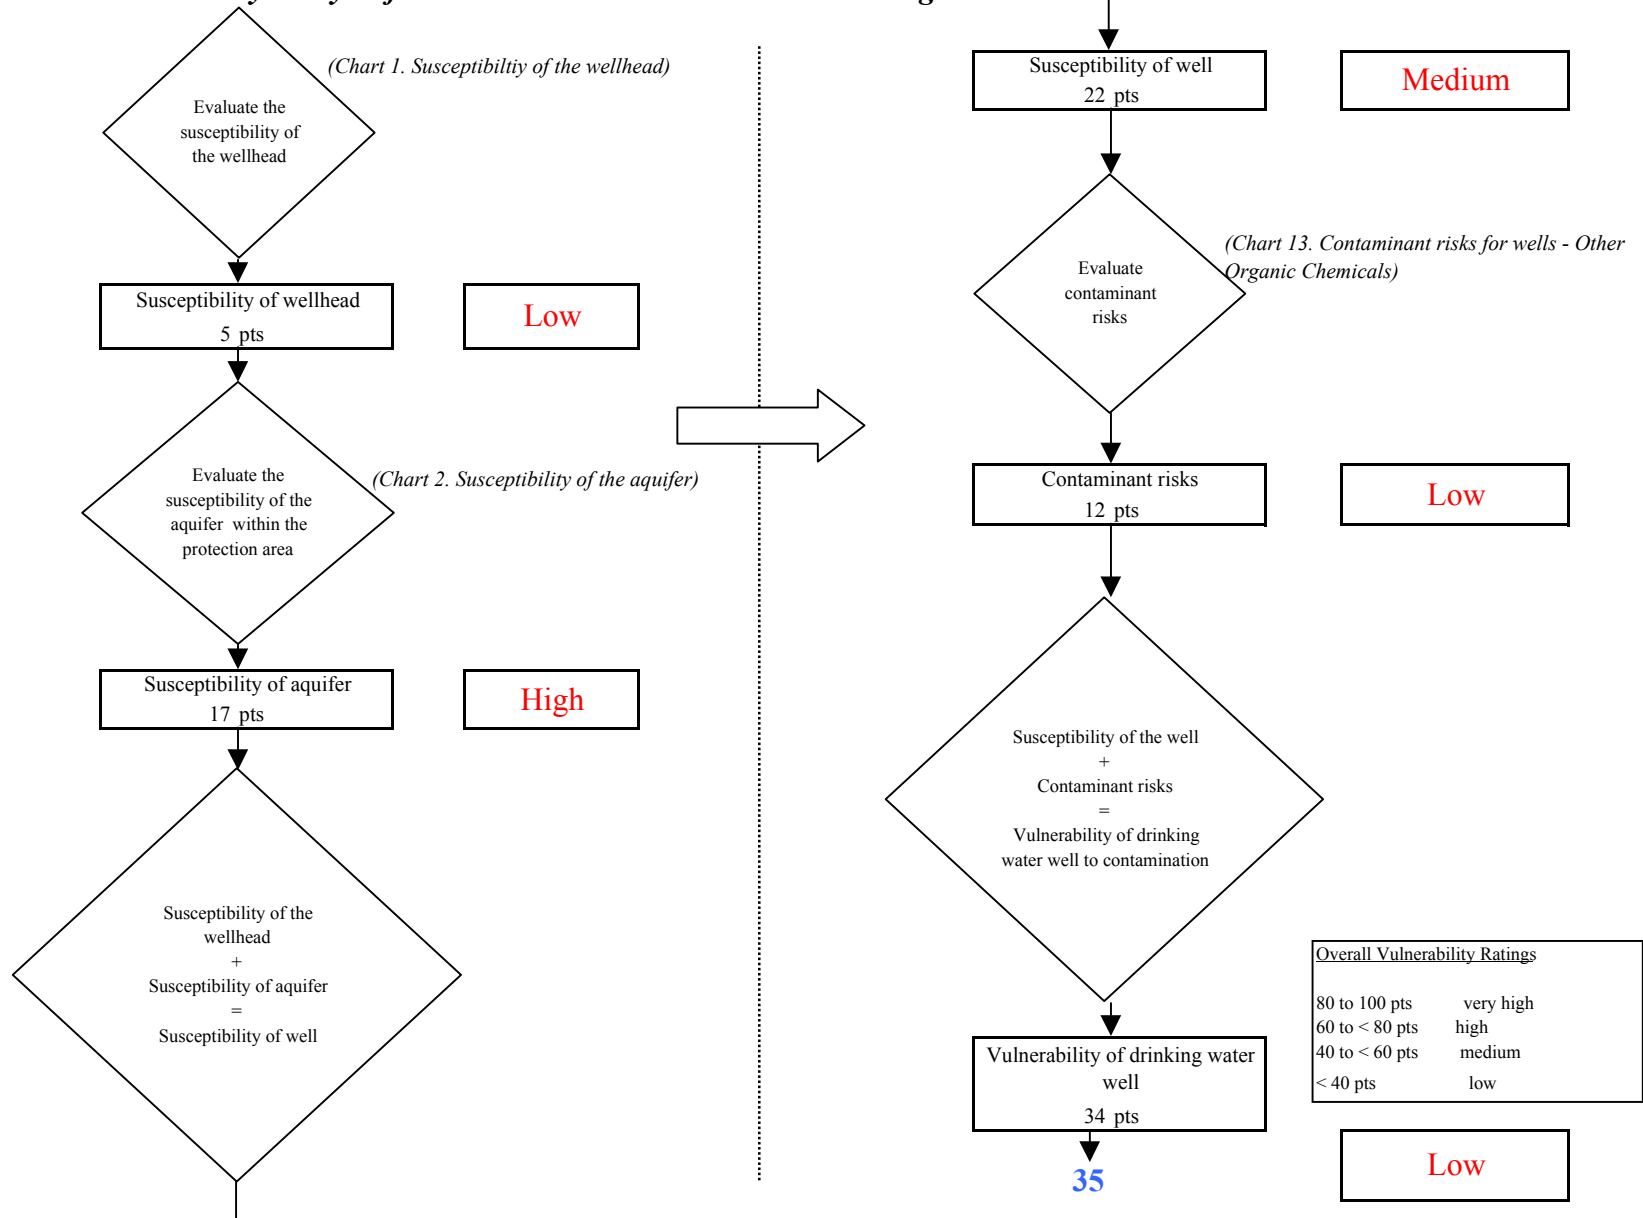 (Chart 1. Susceptibiltiy of the wellhead)
Evaluate the
susceptibility of
the wellhead
Susceptibility of wellhead
5 pts
Low
Evaluate the
susceptibility of the
aquifer within the
protection area
(Chart 2. Susceptibility of the aquifer)
Susceptibility of aquifer
17 pts
High
Susceptibility of the
wellhead
+
Susceptibility of aquifer
=
Susceptibility of well
Susceptibility of well
22 pts
Medium
Evaluate
contaminant
risks
(Chart 13. Contaminant risks for wells - Other
Organic Chemicals)
Contaminant risks
12 pts
Low
Susceptibility of the well
+
Contaminant risks
=
Vulnerability of drinking
water well to contamination
Overall Vulnerability Ratings
80 to 100 pts very high
60 to < 80 pts high
40 to < 60 pts medium
< 40 pts low
Vulnerability of drinking water
well
34 pts
35
Low